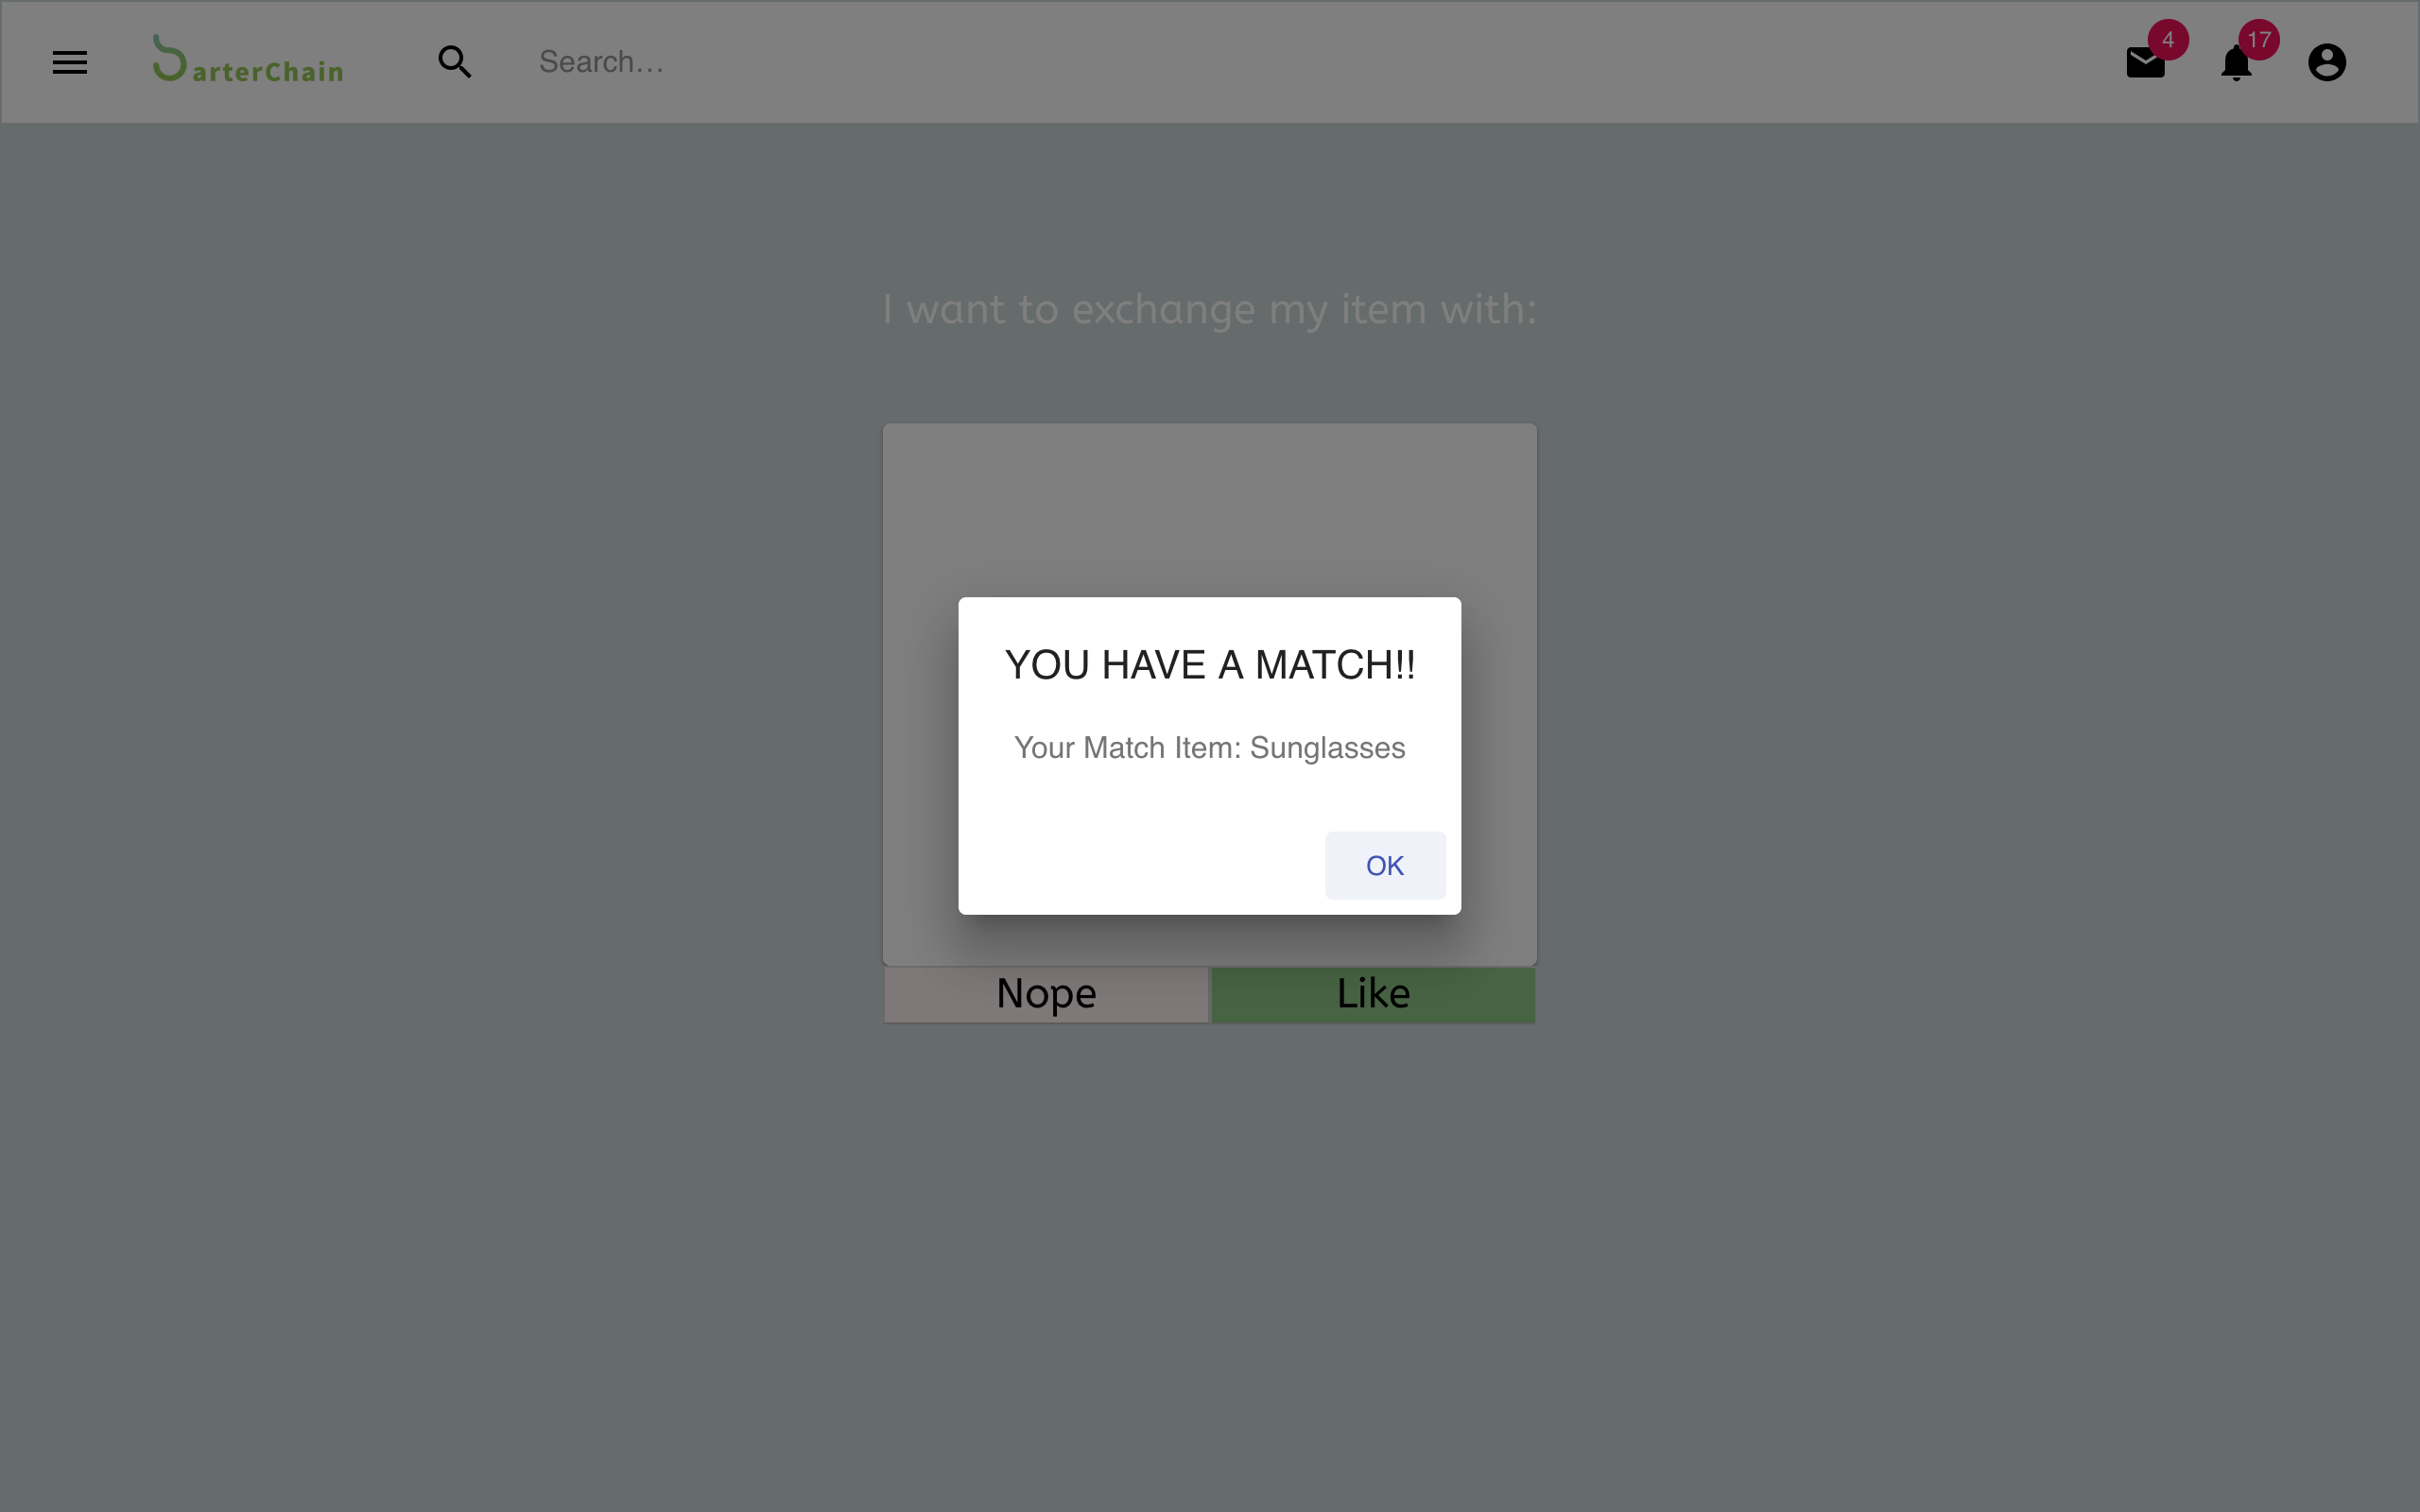 barterChain
Search...
4
17
I want to exchange my item with:
YOU HAVE A MATCH!!
Your Match Item: Sunglasses
OK
Nope
Like